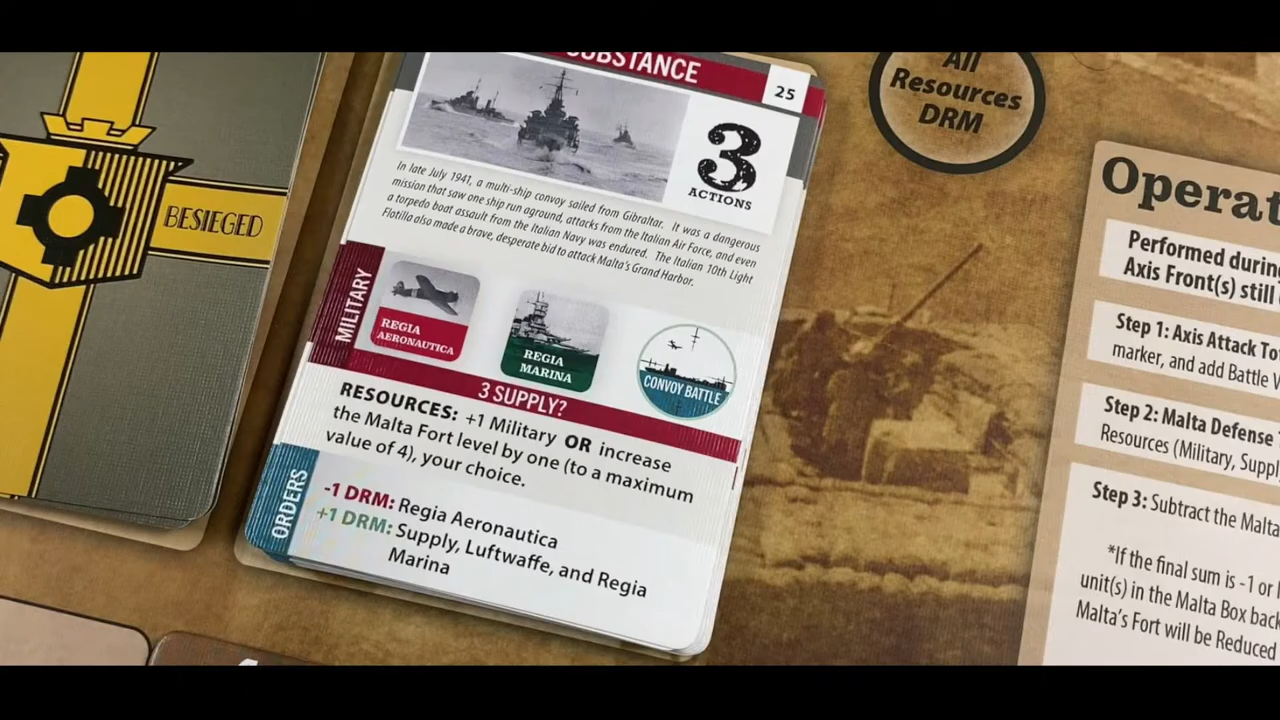 BESIEGED
SUBSTANCE
25
3
ACTIONS
In late July 1941, a multi-ship convoy sailed from Gibraltar. It was a dangerous
mission that saw one ship run aground, attacks from the Italian Air Force, and even
a torpedo boat assault from the Italian Navy was endured. The Italian 10th Light
Flotilla also made a brave, desperate bid to attack Malta's Grand Harbor.
MILITARY
REGIA
AERONAUTICA
REGIA
MARINA
CONVOY BATTLE
3 SUPPLY?
RESOURCES: +1 Military OR increase
the Malta Fort level by one (to a maximum
value of 4), your choice.
ORDERS
-1 DRM: Regia Aeronautica
+1 DRM: Supply, Luftwaffe, and Regia
Marina
All
Resources
DRM
Operat
Performed during
Axis Front(s) still
Step 1: Axis Attack To
marker, and add Battle V
Step 2: Malta Defense
Resources (Military, Supply
Step 3: Subtract the Malta
*If the final sum is -1 or
unit(s) in the Malta Box back
Malta's Fort will be Reduced